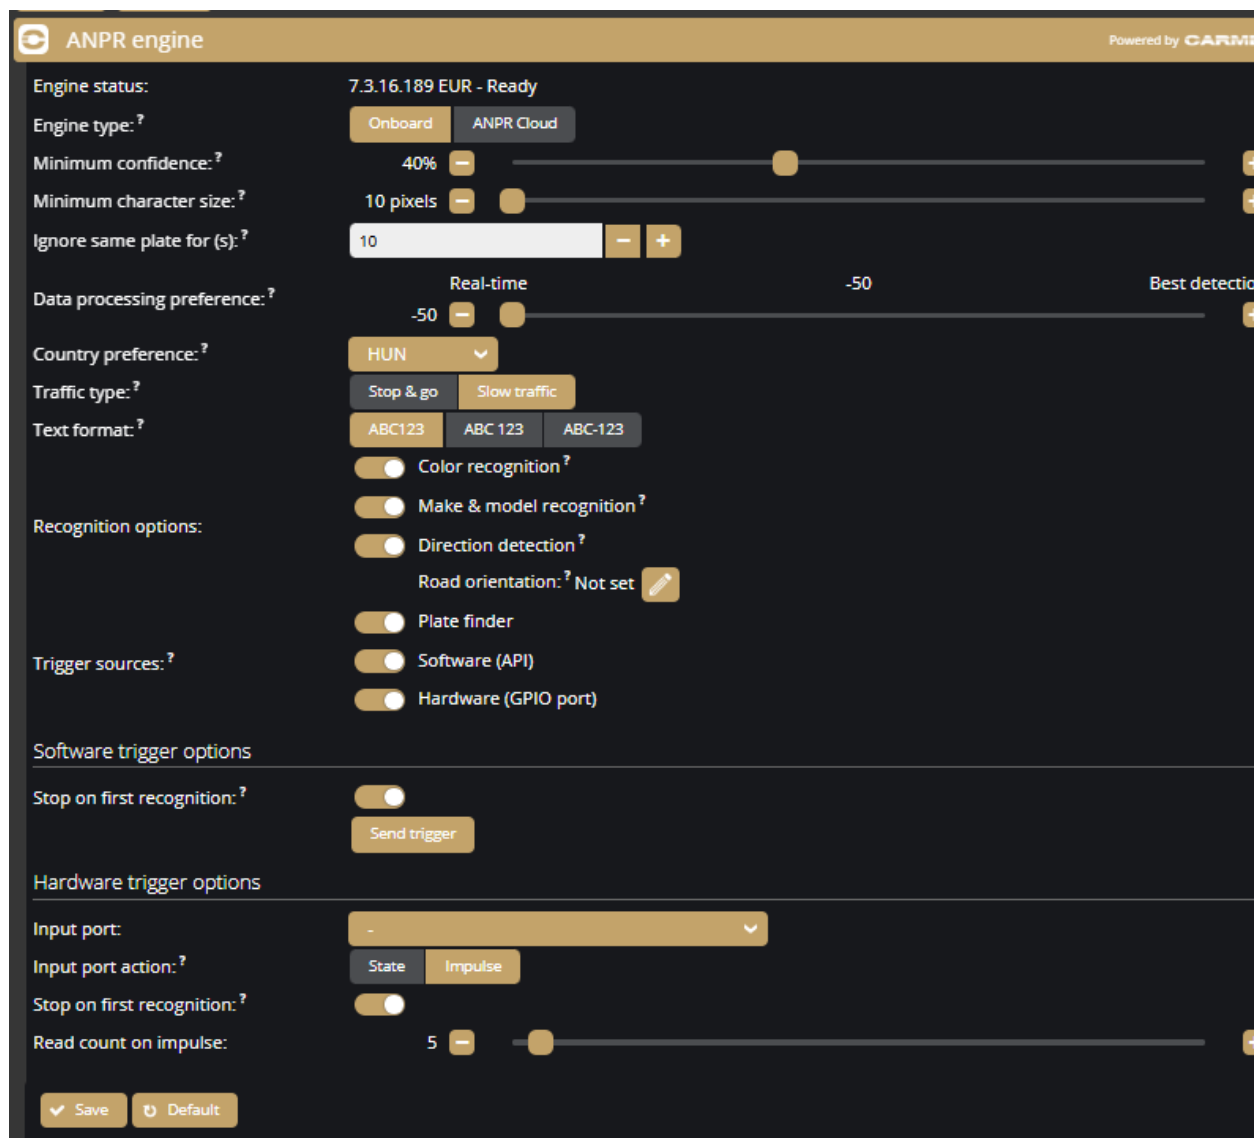 ANPR engine
Powered by CARM
Engine status: 7.3.16.189 EUR - Ready
Engine type:? Onboard ANPR Cloud
Minimum confidence:? 40%
Minimum character size:? 10 pixels
Ignore same plate for (s):? 10
Real-time -50 Best detectio
Data processing preference:?
-50
Country preference:? HUN
Traffic type:? Stop & go Slow traffic
Text format:? ABC123 ABC 123 ABC-123
Color recognition?
Make & model recognition?
Recognition options:
Direction detection?
Road orientation:? Not set
Plate finder
Trigger sources:? Software (API)
Hardware (GPIO port)
Software trigger options
Stop on first recognition:?
Send trigger
Hardware trigger options
Input port: -
Input port action:? State Impulse
Stop on first recognition:?
Read count on impulse: 5
Save Default